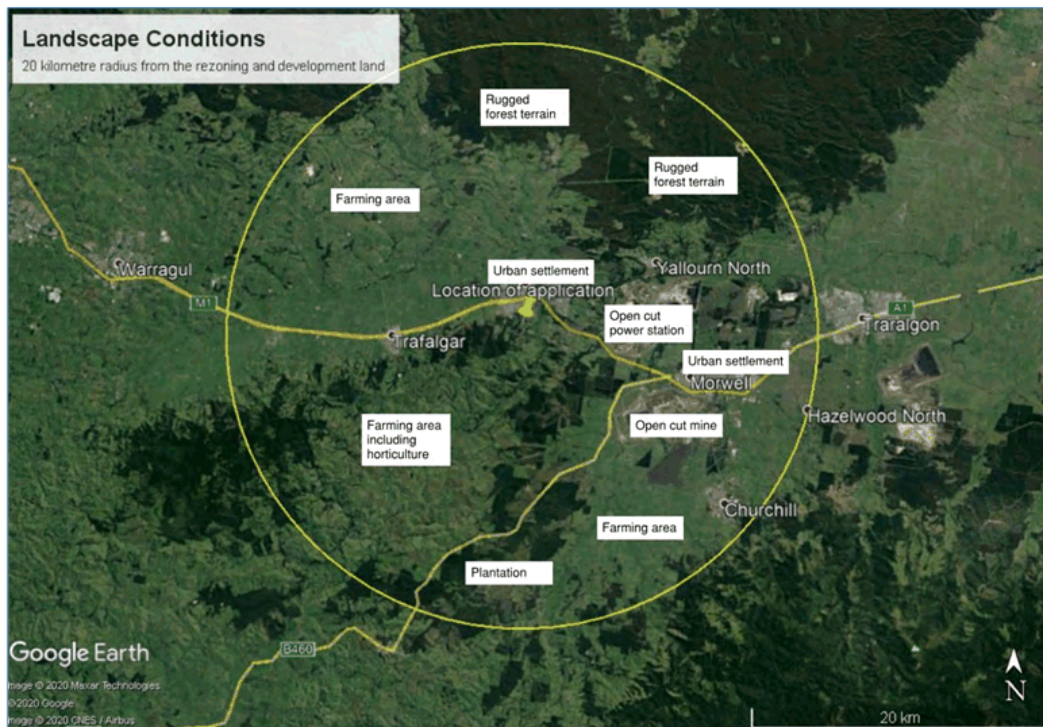 Landscape Conditions
20 kilometre radius from the rezoning and development land
Rugged
forest terrain
Rugged
forest terrain
Farming area
Warragul
Urban settlement
Yallourn North
Location of application
M1
A1
Open cut
power station
Traralgon
Trafalgar
Urban settlement
Morwell
Hazelwood North
Farming area
including
horticulture
Open cut mine
Churchill
Farming area
Plantation
B460
Google Earth
Image © 2020 Maxar Technologies
© 2020 Google
Image © 2020 CNES / Airbus
N
20 km